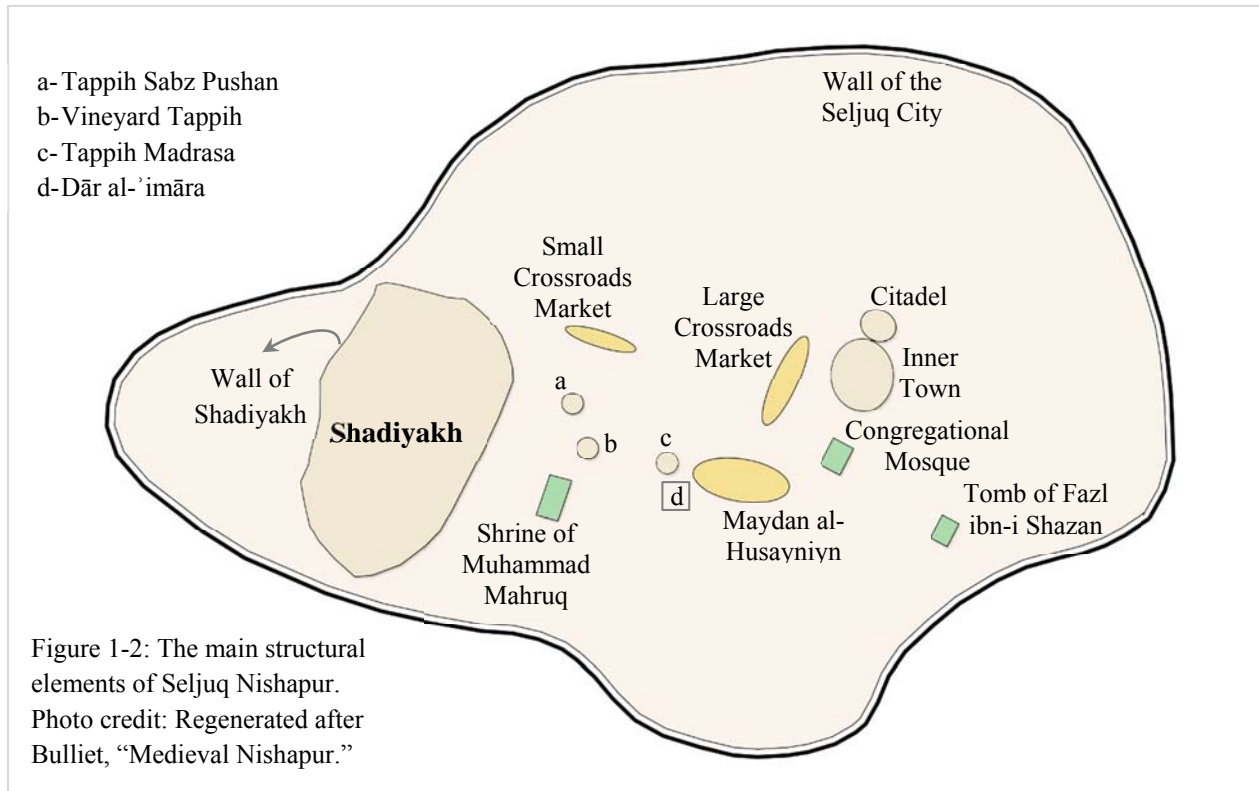 a- Tappih Sabz Pushan
b-Vineyard Tappih
c- Tappih Madrasa
d-Dār al-ʾimāra
Wall of the
Seljuq City
Small
Crossroads
Market
Large
Crossroads
Market
Citadel
Inner
Town
Wall of
Shadiyakh
Shadiyakh
a
b
c
d
Congregational
Mosque
Tomb of Fazl
ibn-i Shazan
Maydan al-
Husayniyn
Shrine of
Muhammad
Mahruq
Figure 1-2: The main structural
elements of Seljuq Nishapur.
Photo credit: Regenerated after
Bulliet, “Medieval Nishapur.”